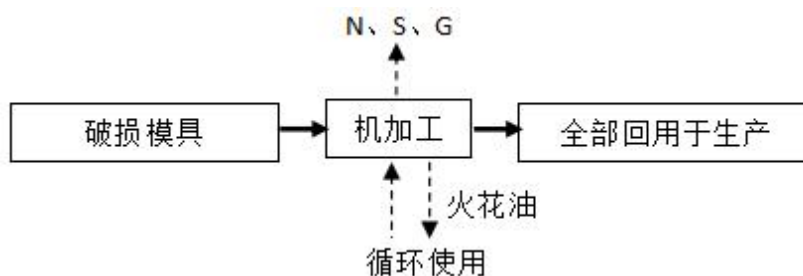 N、S、G
破损模具
机加工
全部回用于生产
火花油
循环使用